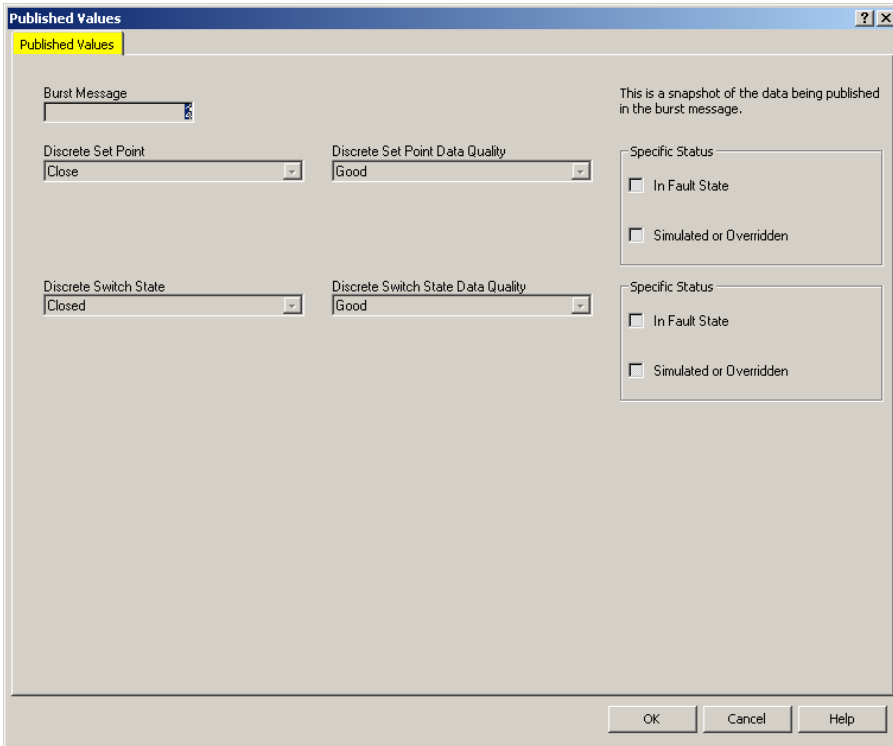 Published Values
Published Values
Burst Message
This is a snapshot of the data being published
in the burst message.
Discrete Set Point
Close
Discrete Set Point Data Quality
Good
Specific Status
In Fault State
Simulated or Overridden
Discrete Switch State
Closed
Discrete Switch State Data Quality
Good
Specific Status
In Fault State
Simulated or Overridden
OK
Cancel
Help